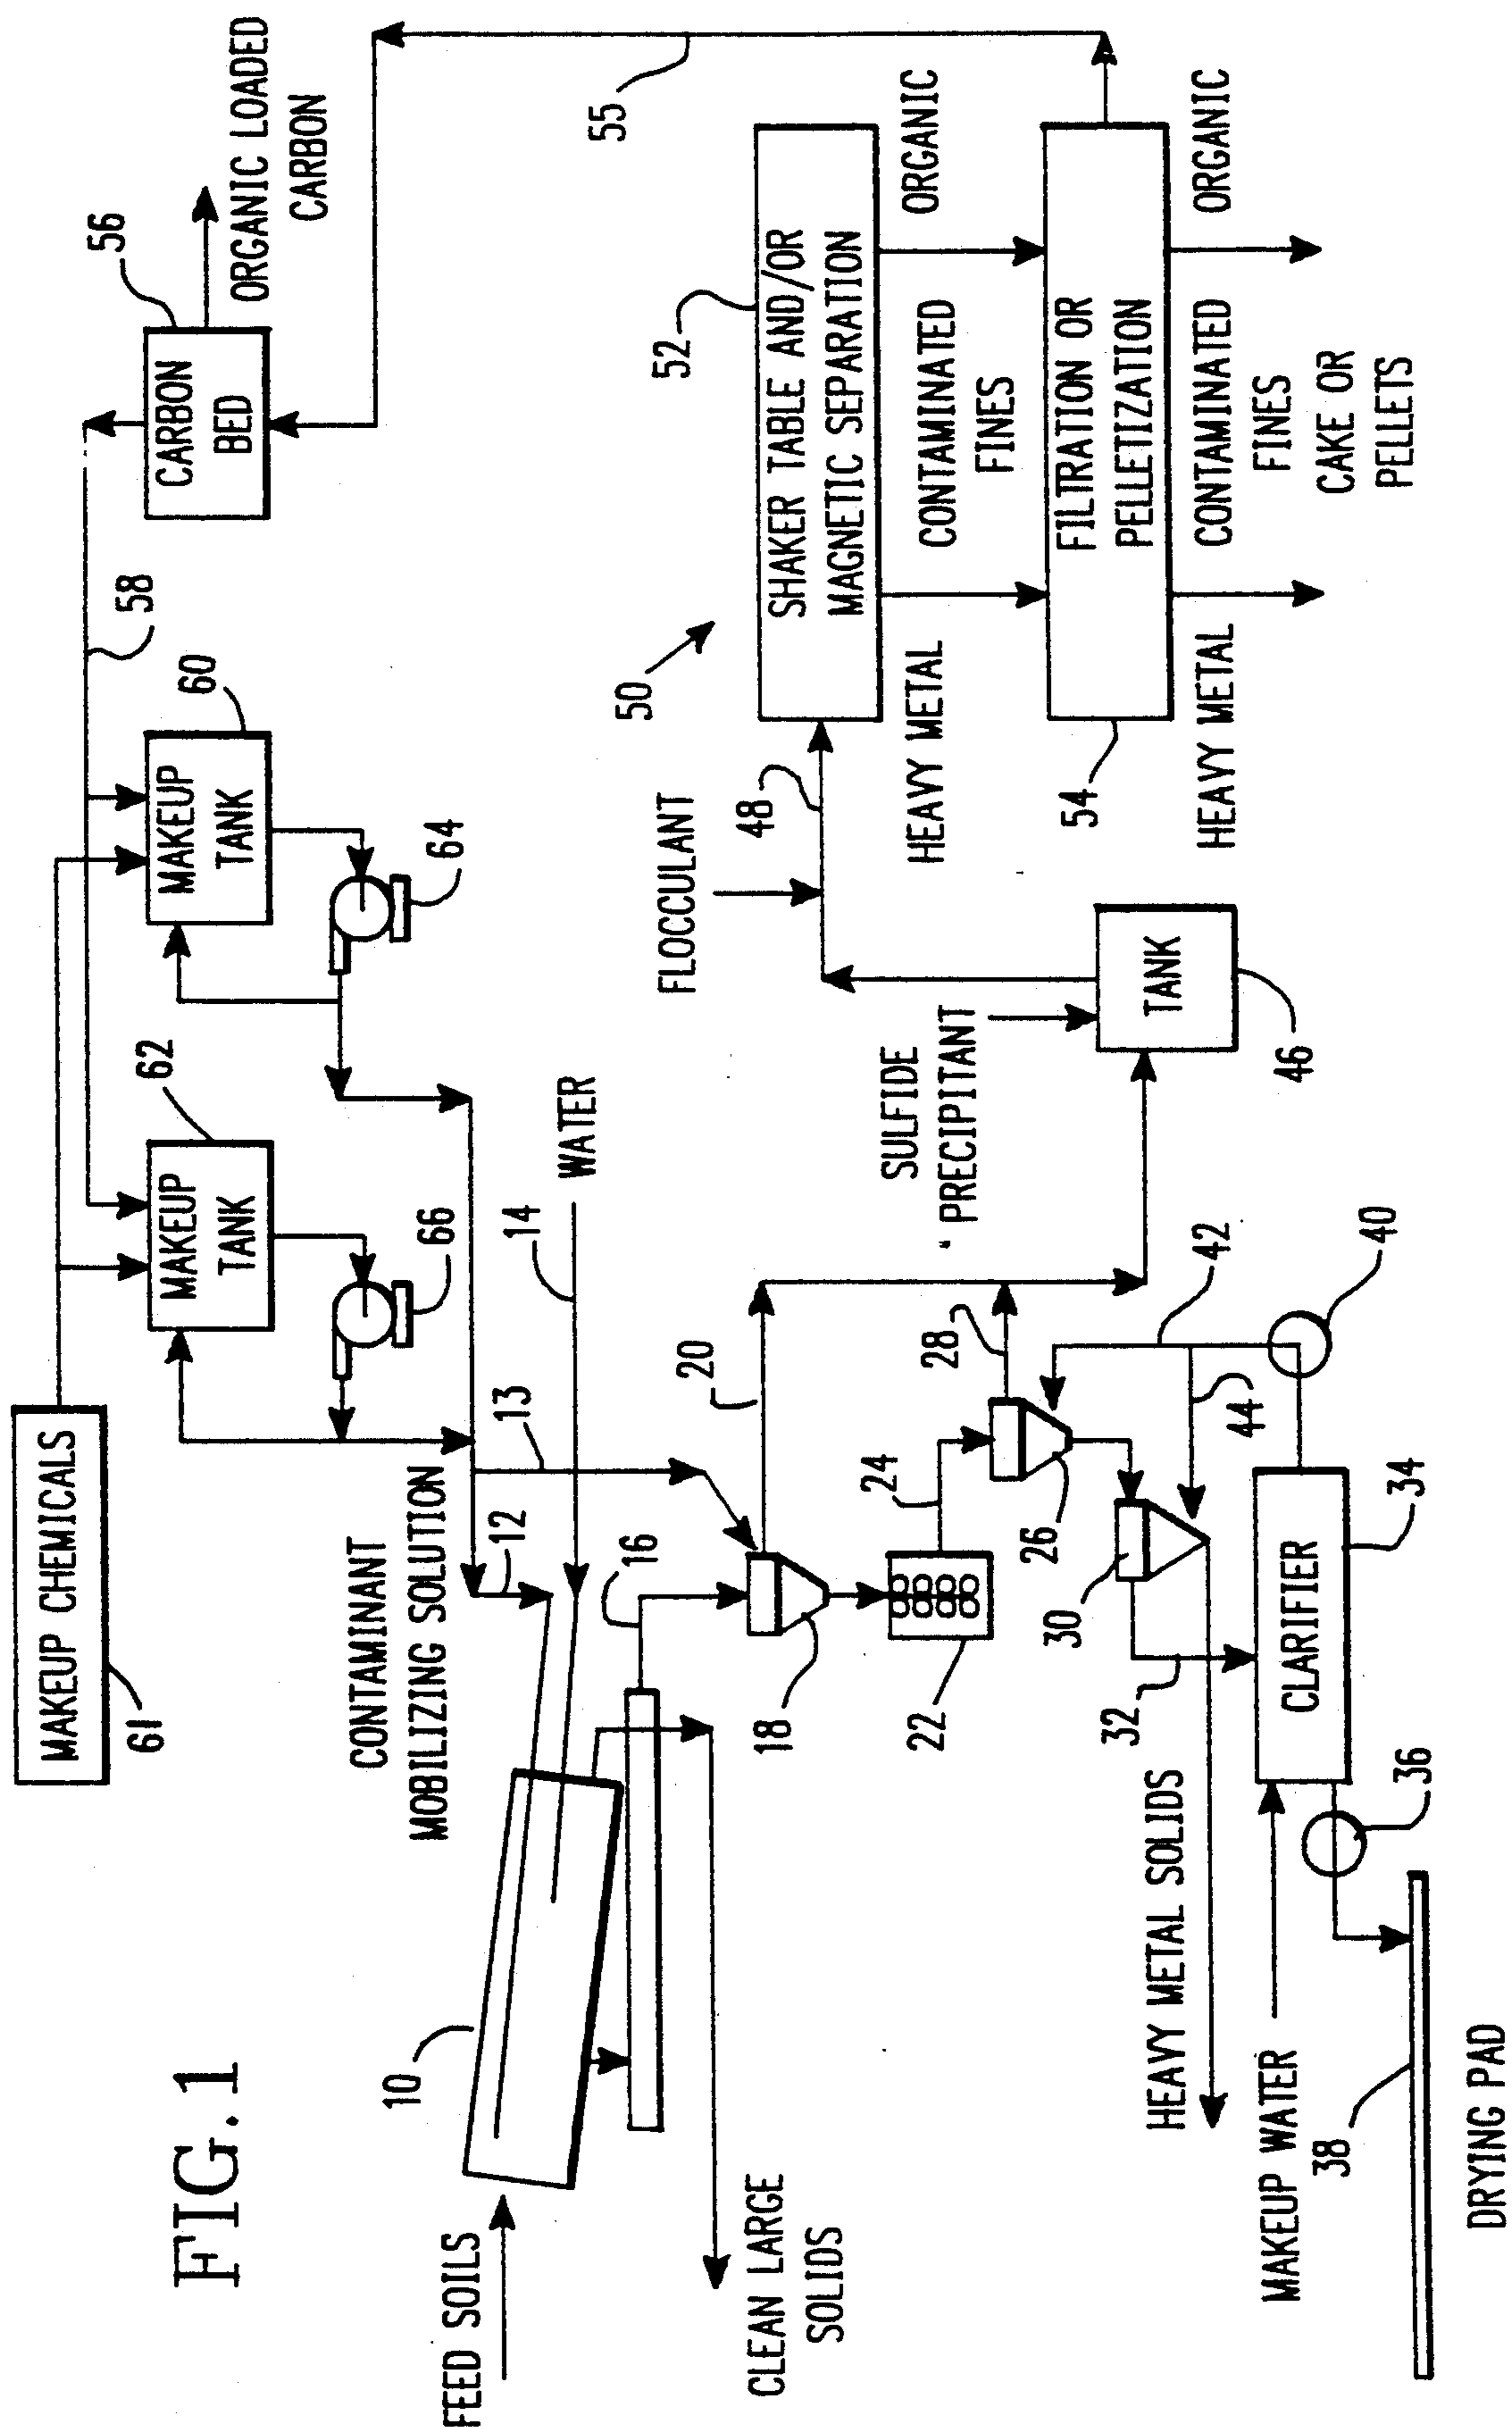 FIG. 1
MAKEUP CHEMICALS
61
MAKEUP
TANK
62
MAKEUP
TANK
60
58
CARBON
BED
56
ORGANIC LOADED
CARBON
66
64
55
CONTAMINANT
MOBILIZING SOLUTION
WATER
14
13
12
10
FEED SOILS
16
CLEAN LARGE
SOLIDS
18
20
22
24
26
28
30
32
HEAVY METAL SOLIDS
MAKEUP WATER
CLARIFIER
34
36
38
DRYING PAD
40
42
44
SULFIDE
PRECIPITANT
TANK
46
FLOCCULANT
48
50
SHAKER TABLE AND/OR
MAGNETIC SEPARATION
52
HEAVY METAL
CONTAMINATED
FINES
ORGANIC
FILTRATION OR
PELLETIZATION
54
HEAVY METAL
CONTAMINATED
FINES
CAKE OR
PELLETS
ORGANIC